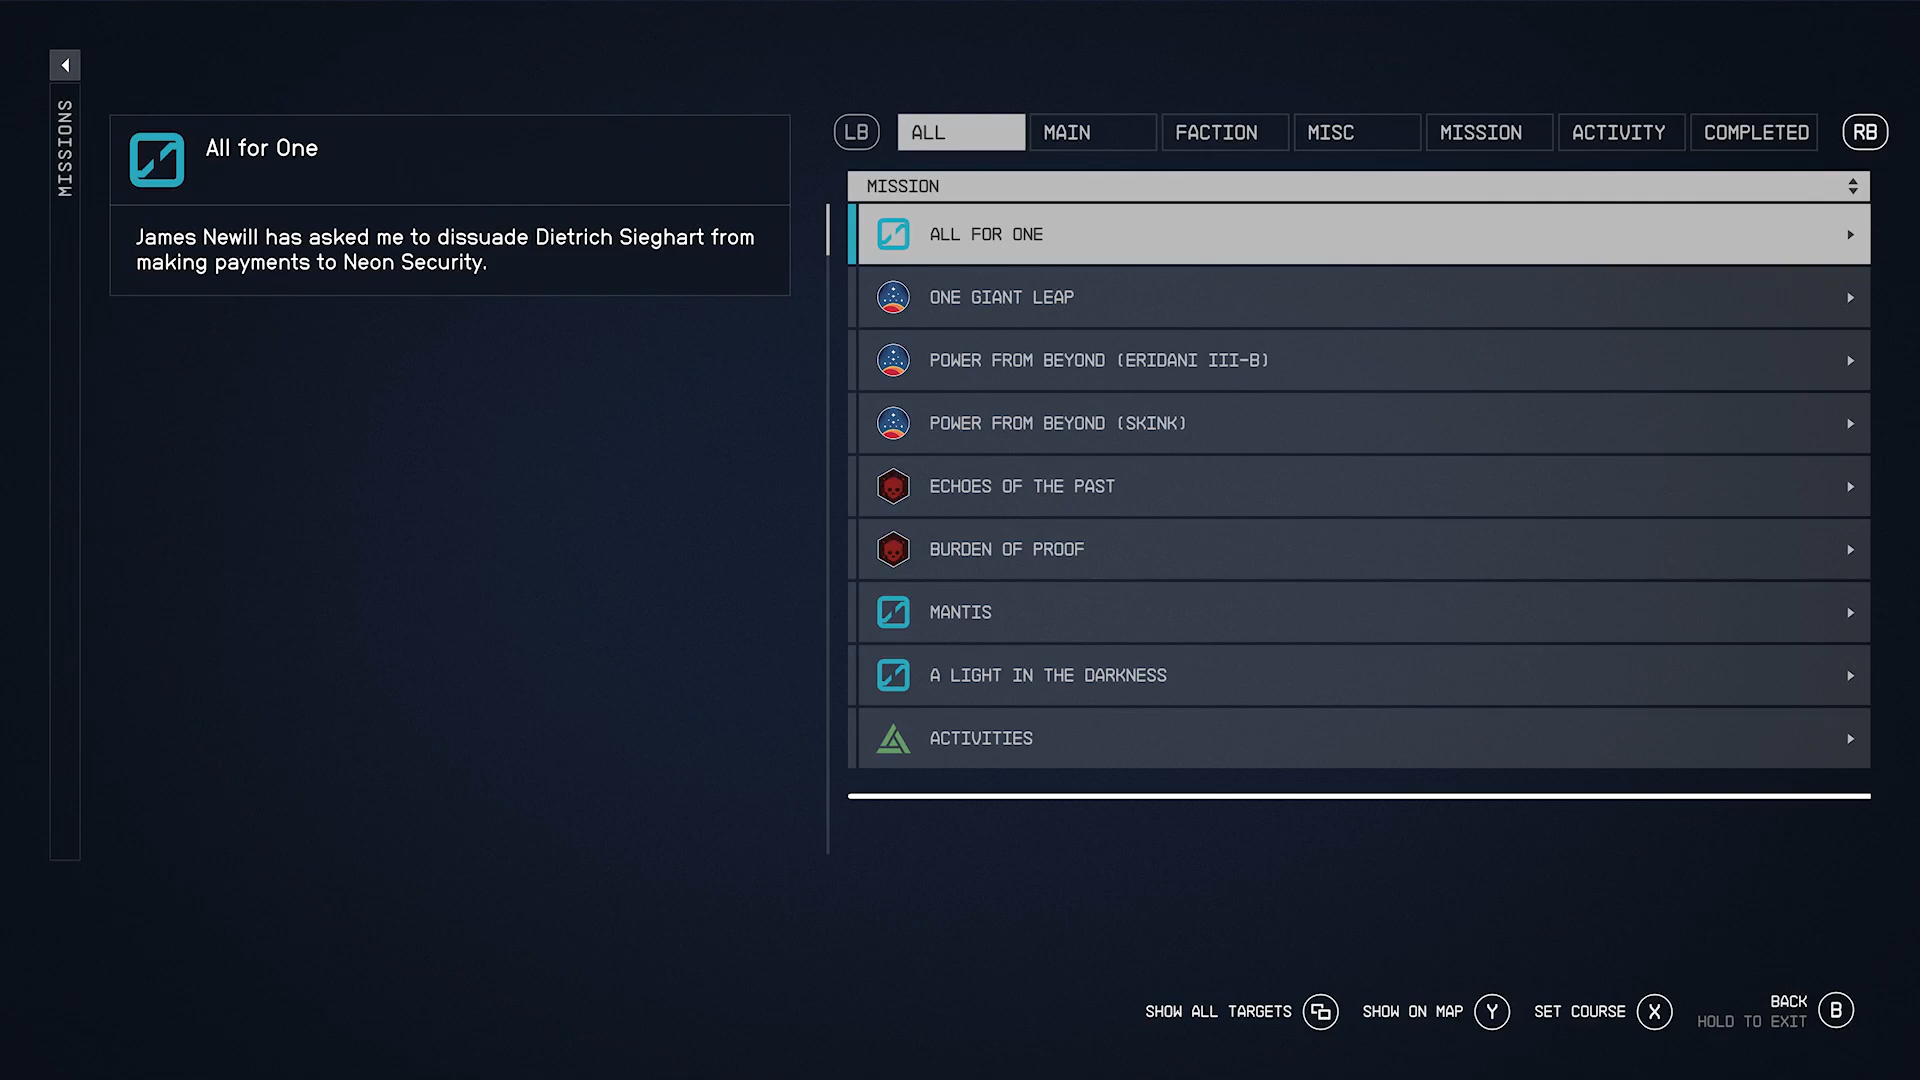 MISSIONS
All for One
James Newill has asked me to dissuade Dietrich Sieghart from
making payments to Neon Security.
LB ALL MAIN FACTION MISC MISSION ACTIVITY COMPLETED RB
MISSION
ALL FOR ONE
ONE GIANT LEAP
POWER FROM BEYOND (ERIDANI III-B)
POWER FROM BEYOND (SKINK)
ECHOES OF THE PAST
BURDEN OF PROOF
MANTIS
A LIGHT IN THE DARKNESS
ACTIVITIES
SHOW ALL TARGETS SHOW ON MAP Y SET COURSE X BACK B
HOLD TO EXIT